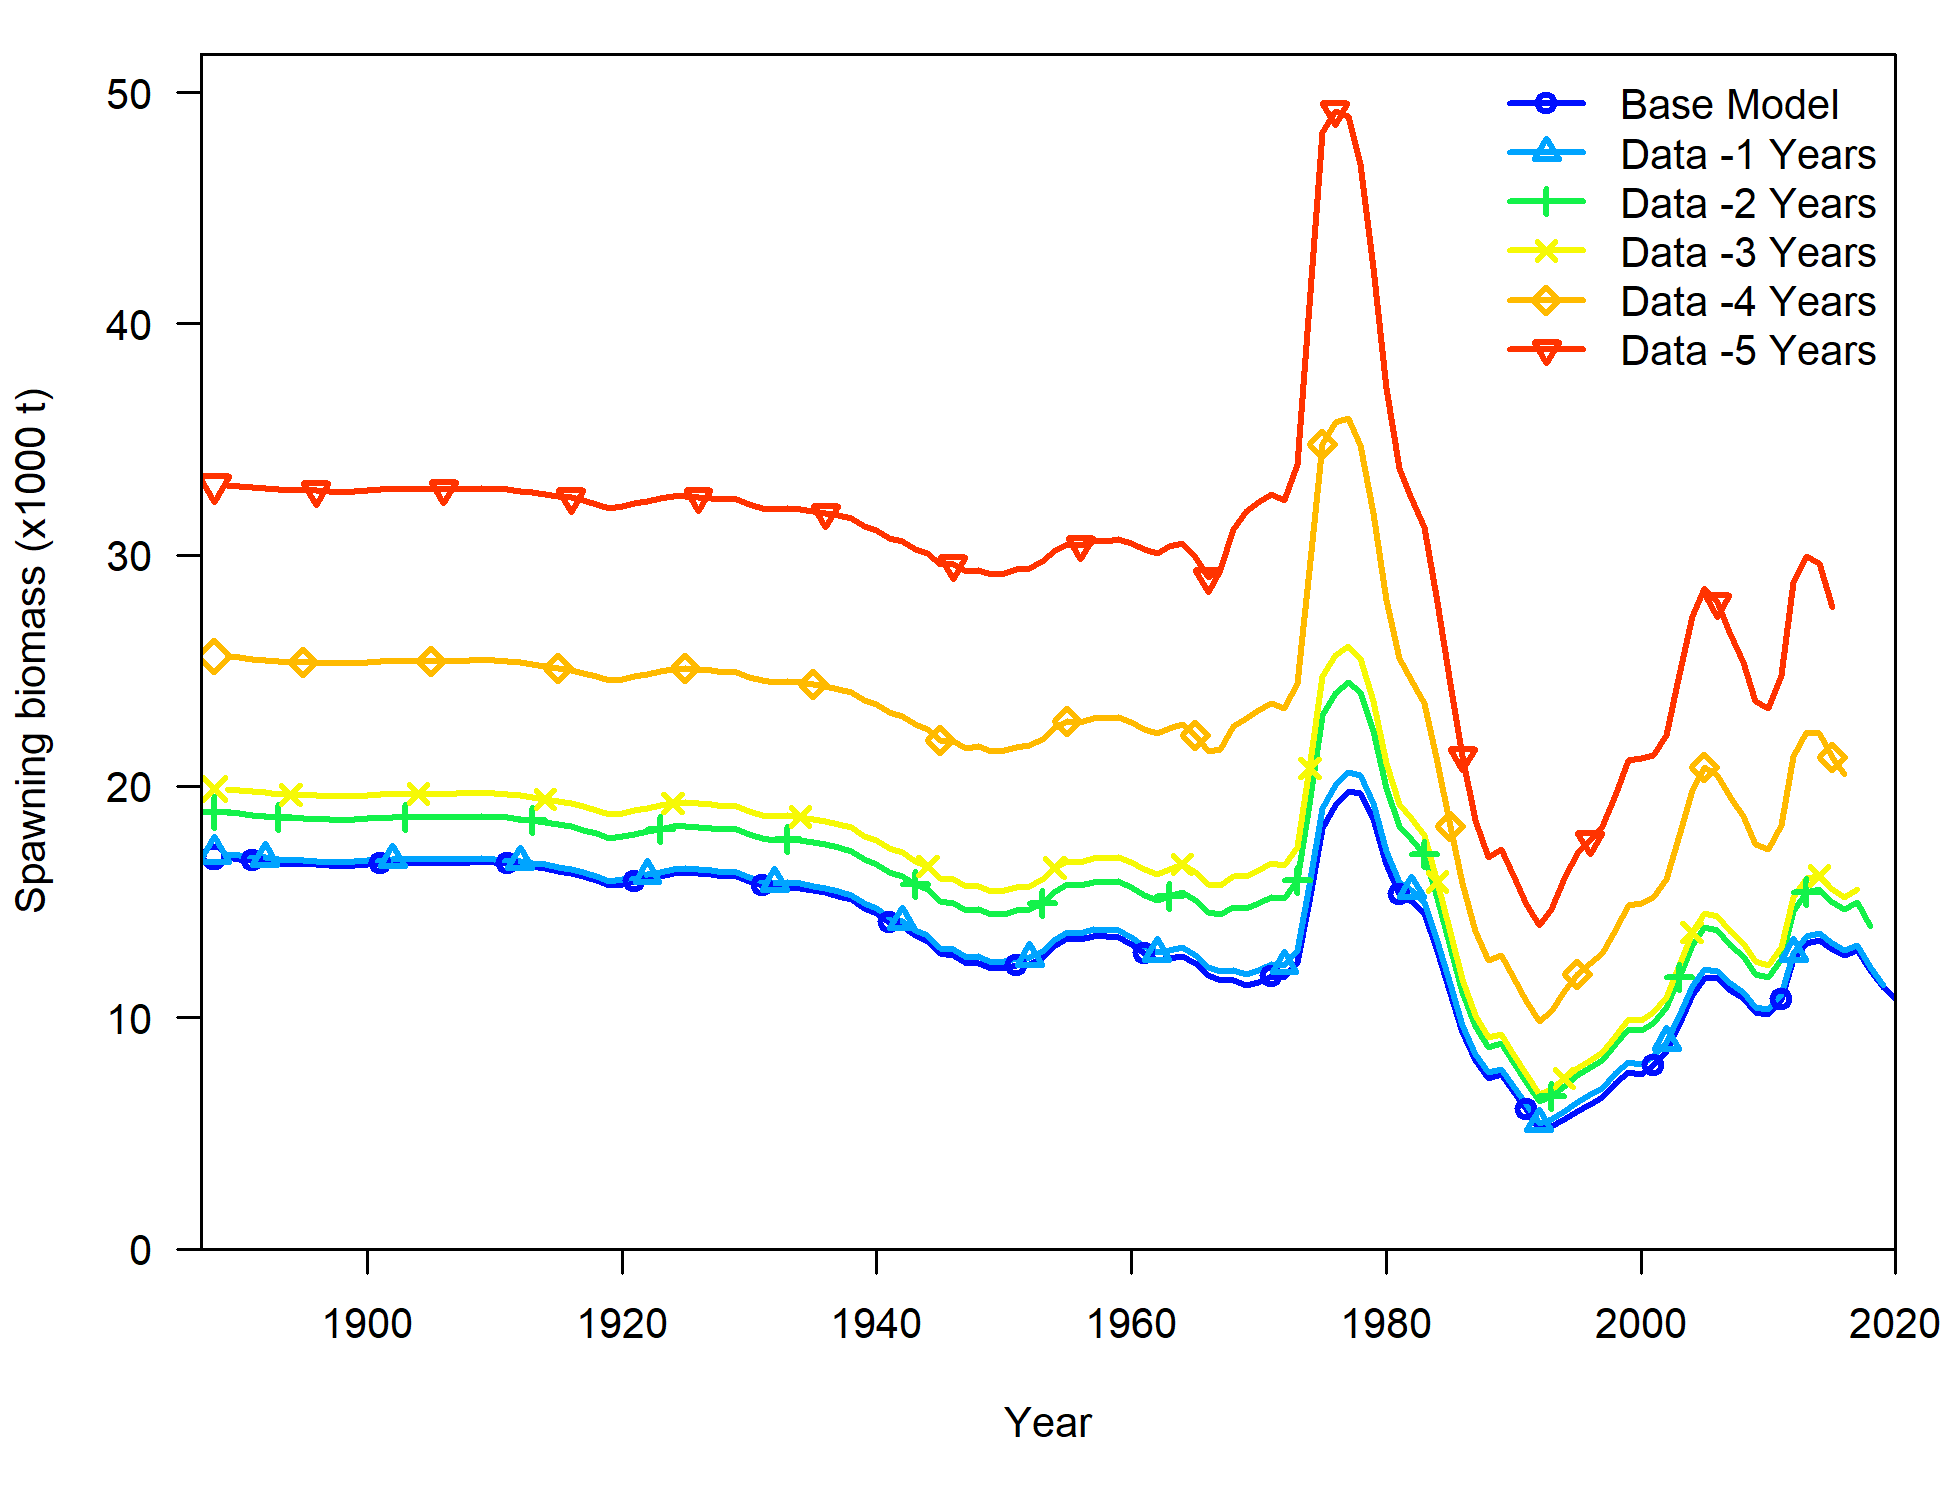 Base Model
Data -1 Years
Data -2 Years
Data -3 Years
Data -4 Years
Data -5 Years
Spawning biomass (x1000 t)
50
40
30
20
10
0
1900 1920 1940 1960 1980 2000 2020
Year